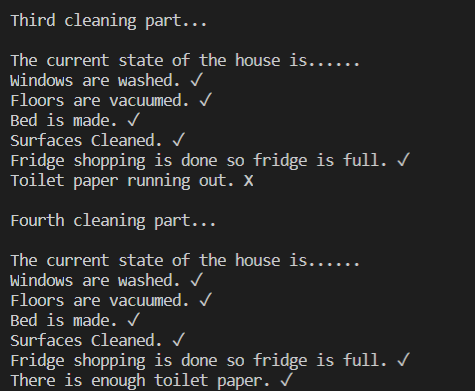 Third cleaning part...
The current state of the house is......
Windows are washed. ✓
Floors are vacuumed. ✓
Bed is made. ✓
Surfaces Cleaned. ✓
Fridge shopping is done so fridge is full. ✓
Toilet paper running out. X
Fourth cleaning part...
The current state of the house is......
Windows are washed. ✓
Floors are vacuumed. ✓
Bed is made. ✓
Surfaces Cleaned. ✓
Fridge shopping is done so fridge is full. ✓
There is enough toilet paper. ✓